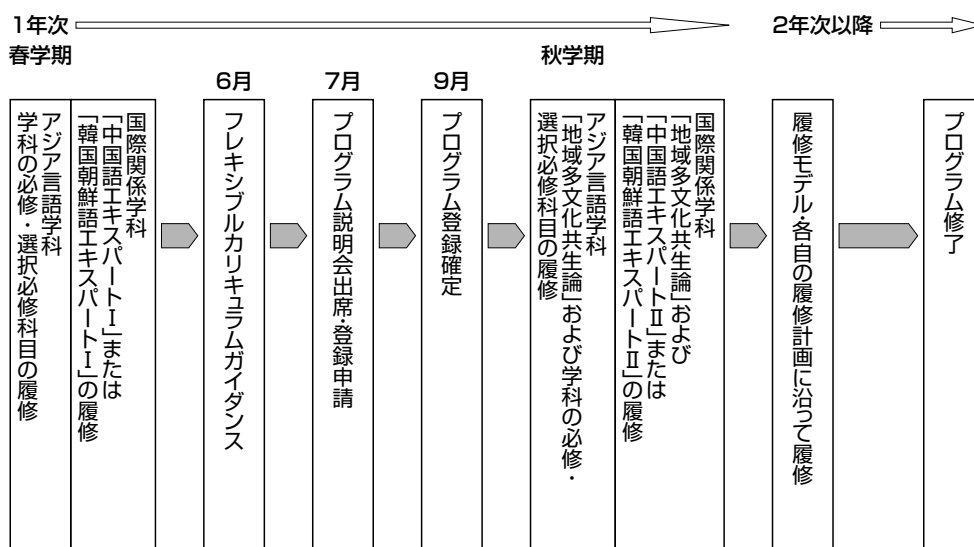 1年次
2年次以降
春学期
秋学期
6月
7月
9月
国際関係学科
「中国語エキスパートⅠ」または
「韓国朝鮮語エキスパートⅠ」の履修
アジア言語学科
学科の必修・選択必修科目の履修
フレキシブルカリキュラムガイダンス
プログラム説明会出席・登録申請
プログラム登録確定
国際関係学科
「地域多文化共生論」および
「中国語エキスパートⅡ」または
「韓国朝鮮語エキスパートⅡ」の履修
アジア言語学科
「地域多文化共生論」および学科の必修・
選択必修科目の履修
履修モデル・各自の履修計画に沿って履修
プログラム修了